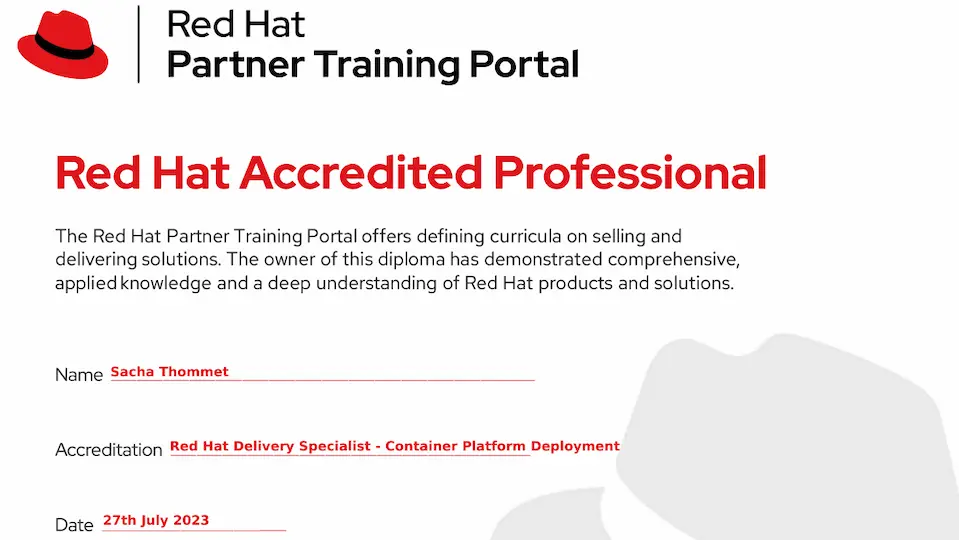 Red Hat
Partner Training Portal
Red Hat Accredited Professional
The Red Hat Partner Training Portal offers defining curricula on selling and
delivering solutions. The owner of this diploma has demonstrated comprehensive,
applied knowledge and a deep understanding of Red Hat products and solutions.
Name Sacha Thommet
Accreditation Red Hat Delivery Specialist - Container Platform Deployment
Date 27th July 2023